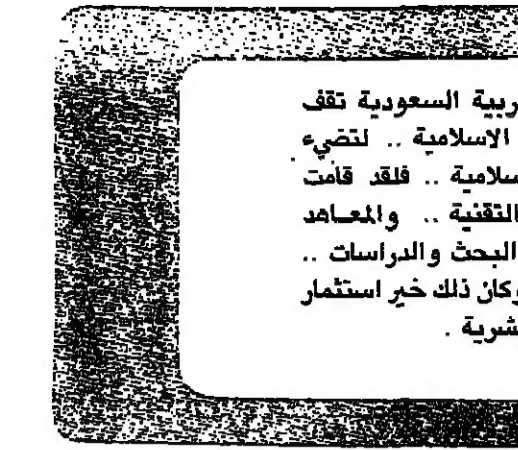 ربية السعودية تقف
الاسلامية .. لتضيء
سلامية .. فلقد قامت
التقنية .. والمعاهد
البحث والدراسات ..
وكان ذلك خير استثمار
شرية .